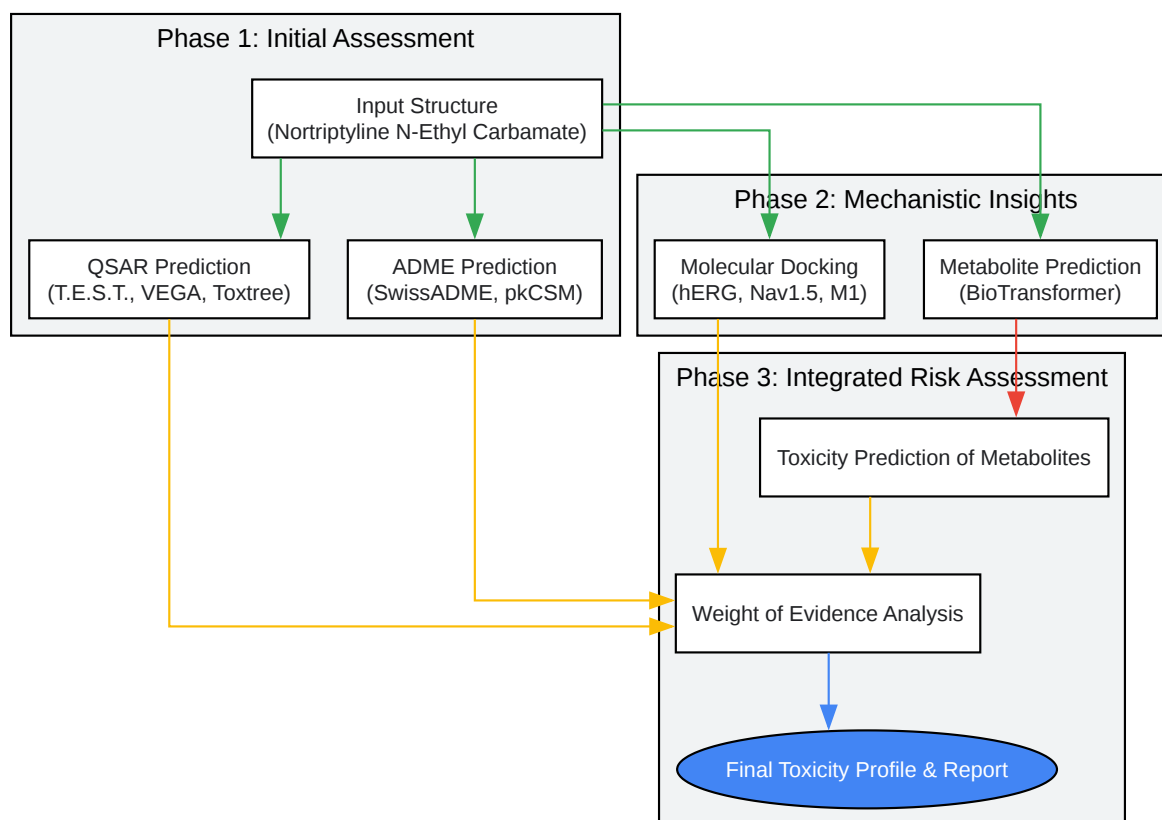 Phase 1: Initial Assessment
Input Structure
(Nortriptyline N-Ethyl Carbamate)
QSAR Prediction
(T.E.S.T., VEGA, Toxtree)
ADME Prediction
(SwissADME, pkCSM)
Phase 2: Mechanistic Insights
Molecular Docking
(hERG, Nav1.5, M1)
Metabolite Prediction
(BioTransformer)
Phase 3: Integrated Risk Assessment
Toxicity Prediction of Metabolites
Weight of Evidence Analysis
Final Toxicity Profile & Report